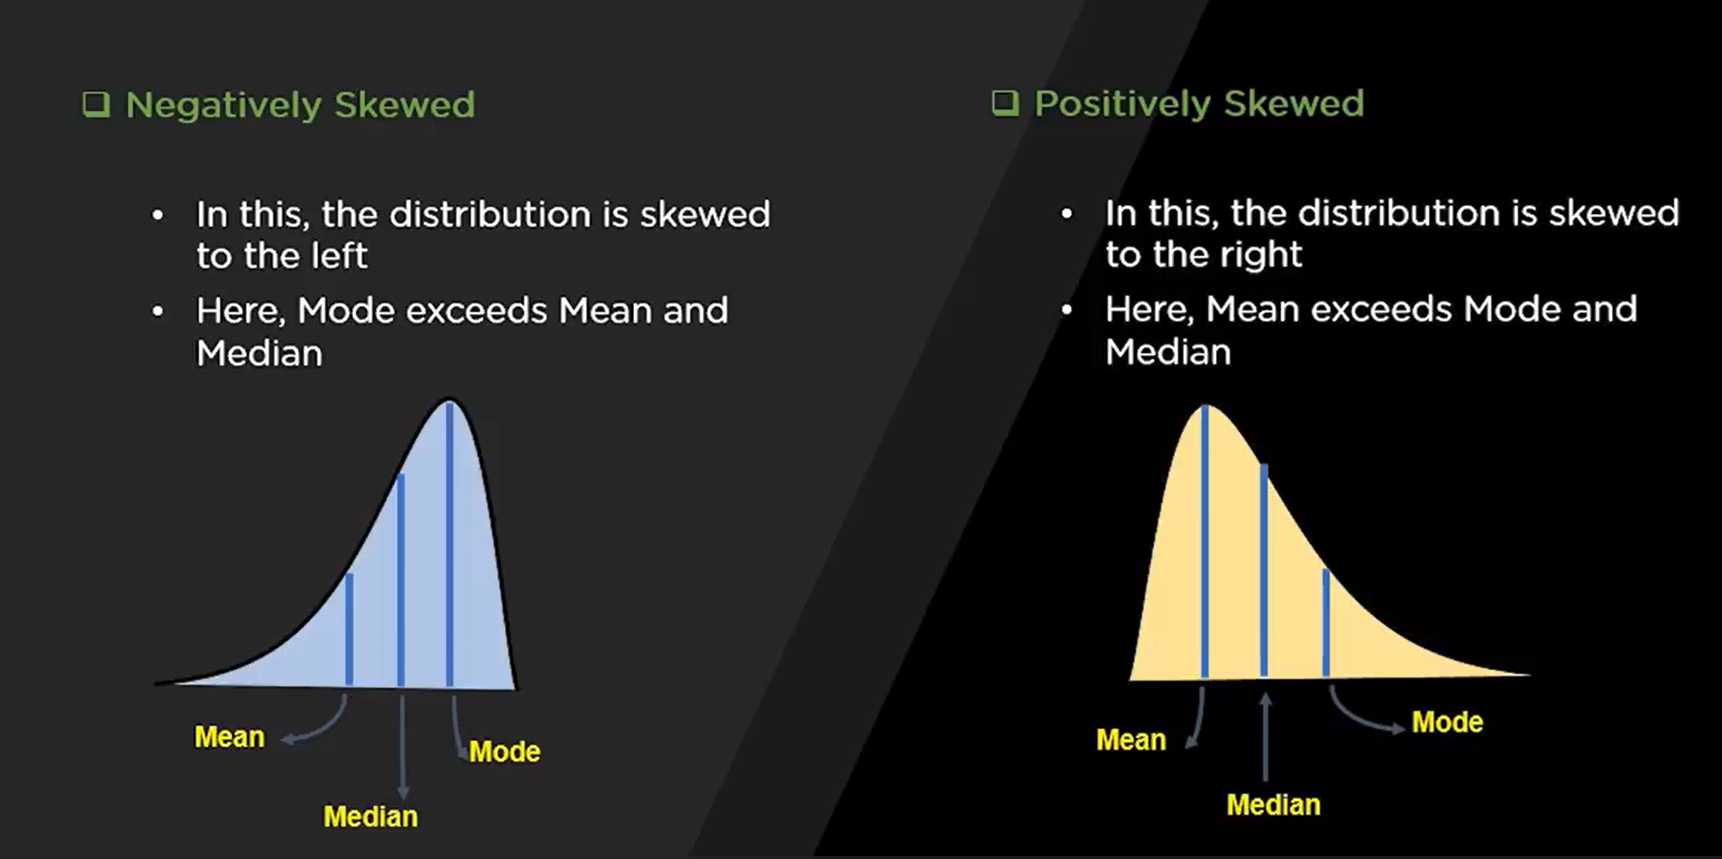 Negatively Skewed
In this, the distribution is skewed
to the left
Here, Mode exceeds Mean and
Median
Mean
Mode
Median
Positively Skewed
In this, the distribution is skewed
to the right
Here, Mean exceeds Mode and
Median
Mean
Mode
Median